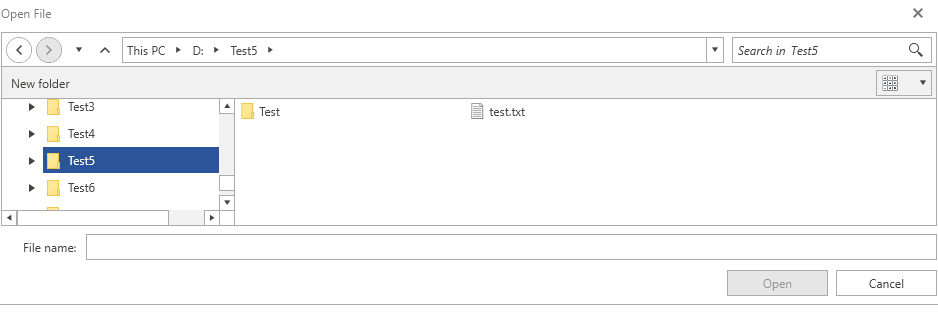 Open File
This PC D: Test5 Search in Test5
New folder
Test3
Test4
Test5
Test6
Test test.txt
File name:
Open Cancel